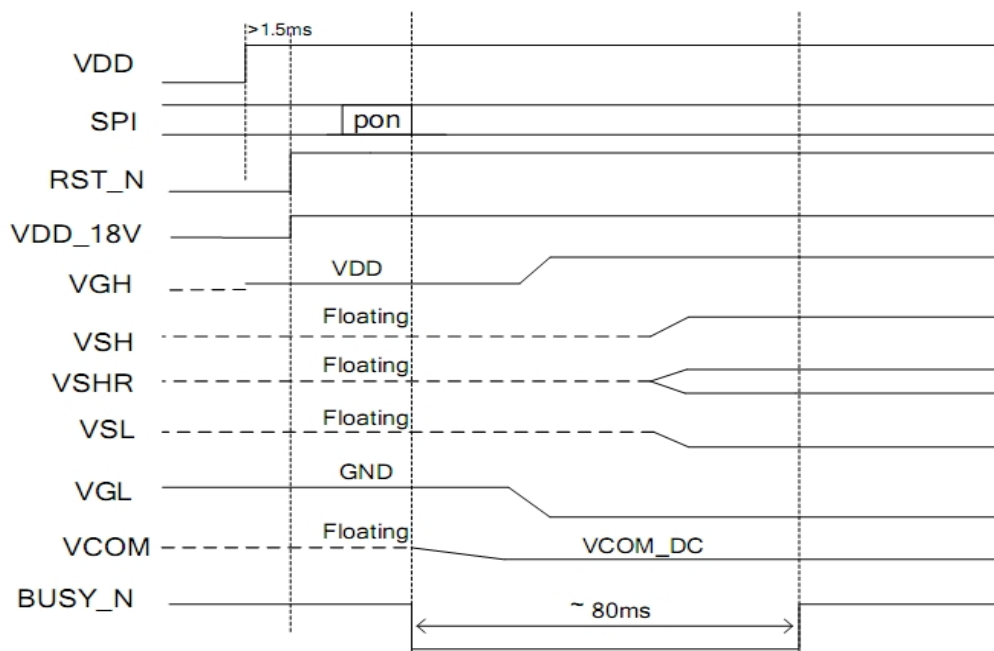 >1.5ms
VDD
SPI
pon
RST_N
VDD_18V
VGH
VDD
VSH
Floating
VSHR
Floating
VSL
Floating
VGL
GND
VCOM
Floating
VCOM_DC
BUSY_N
~ 80ms